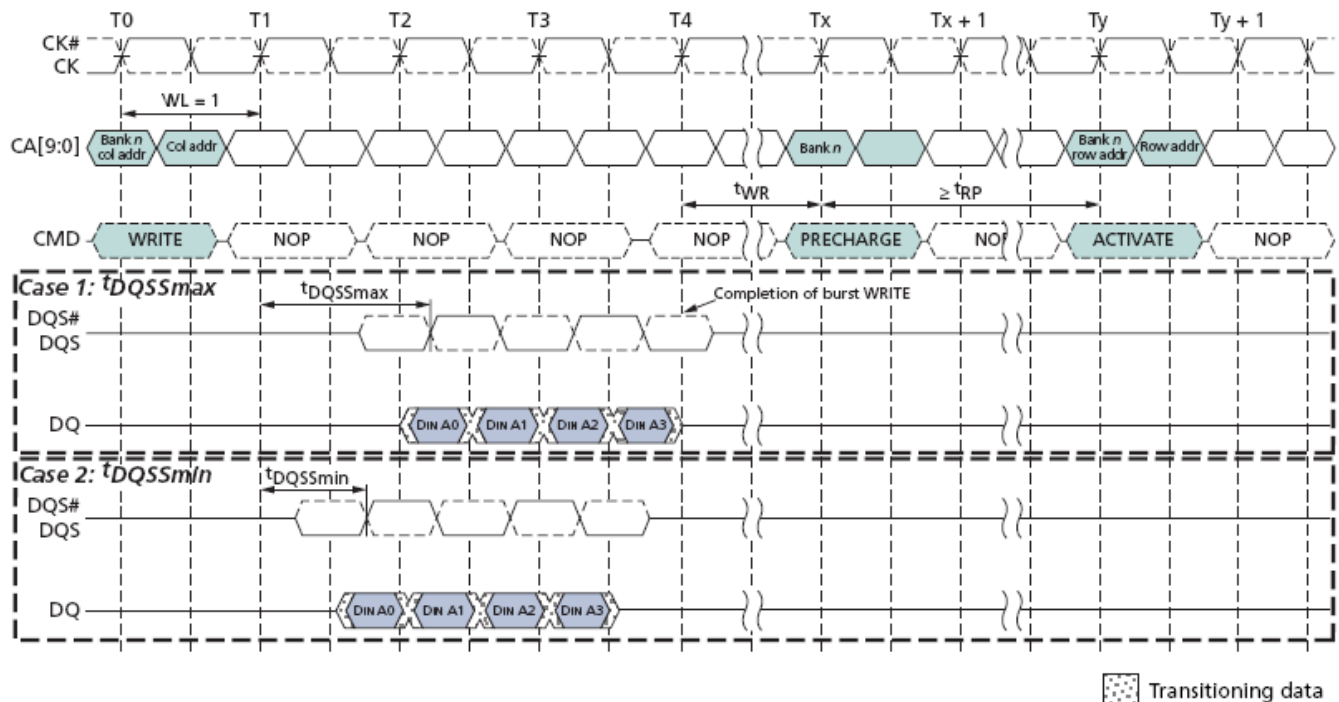 T0 T1 T2 T3 T4 Tx Tx + 1 Ty Ty + 1
CK#
CK
WL = 1
CA[9:0] Bank n col addr Col addr Bank n Bank n row addr Row addr
tWR ≥ tRP
CMD WRITE NOP NOP NOP NOP PRECHARGE NOP ACTIVATE NOP
Case 1: tDQSSmax
tDQSSmax
Completion of burst WRITE
DQS#
DQS
DQ DIN A0 DIN A1 DIN A2 DIN A3
Case 2: tDQSSmin
tDQSSmin
DQS#
DQS
DQ DIN A0 DIN A1 DIN A2 DIN A3
Transitioning data